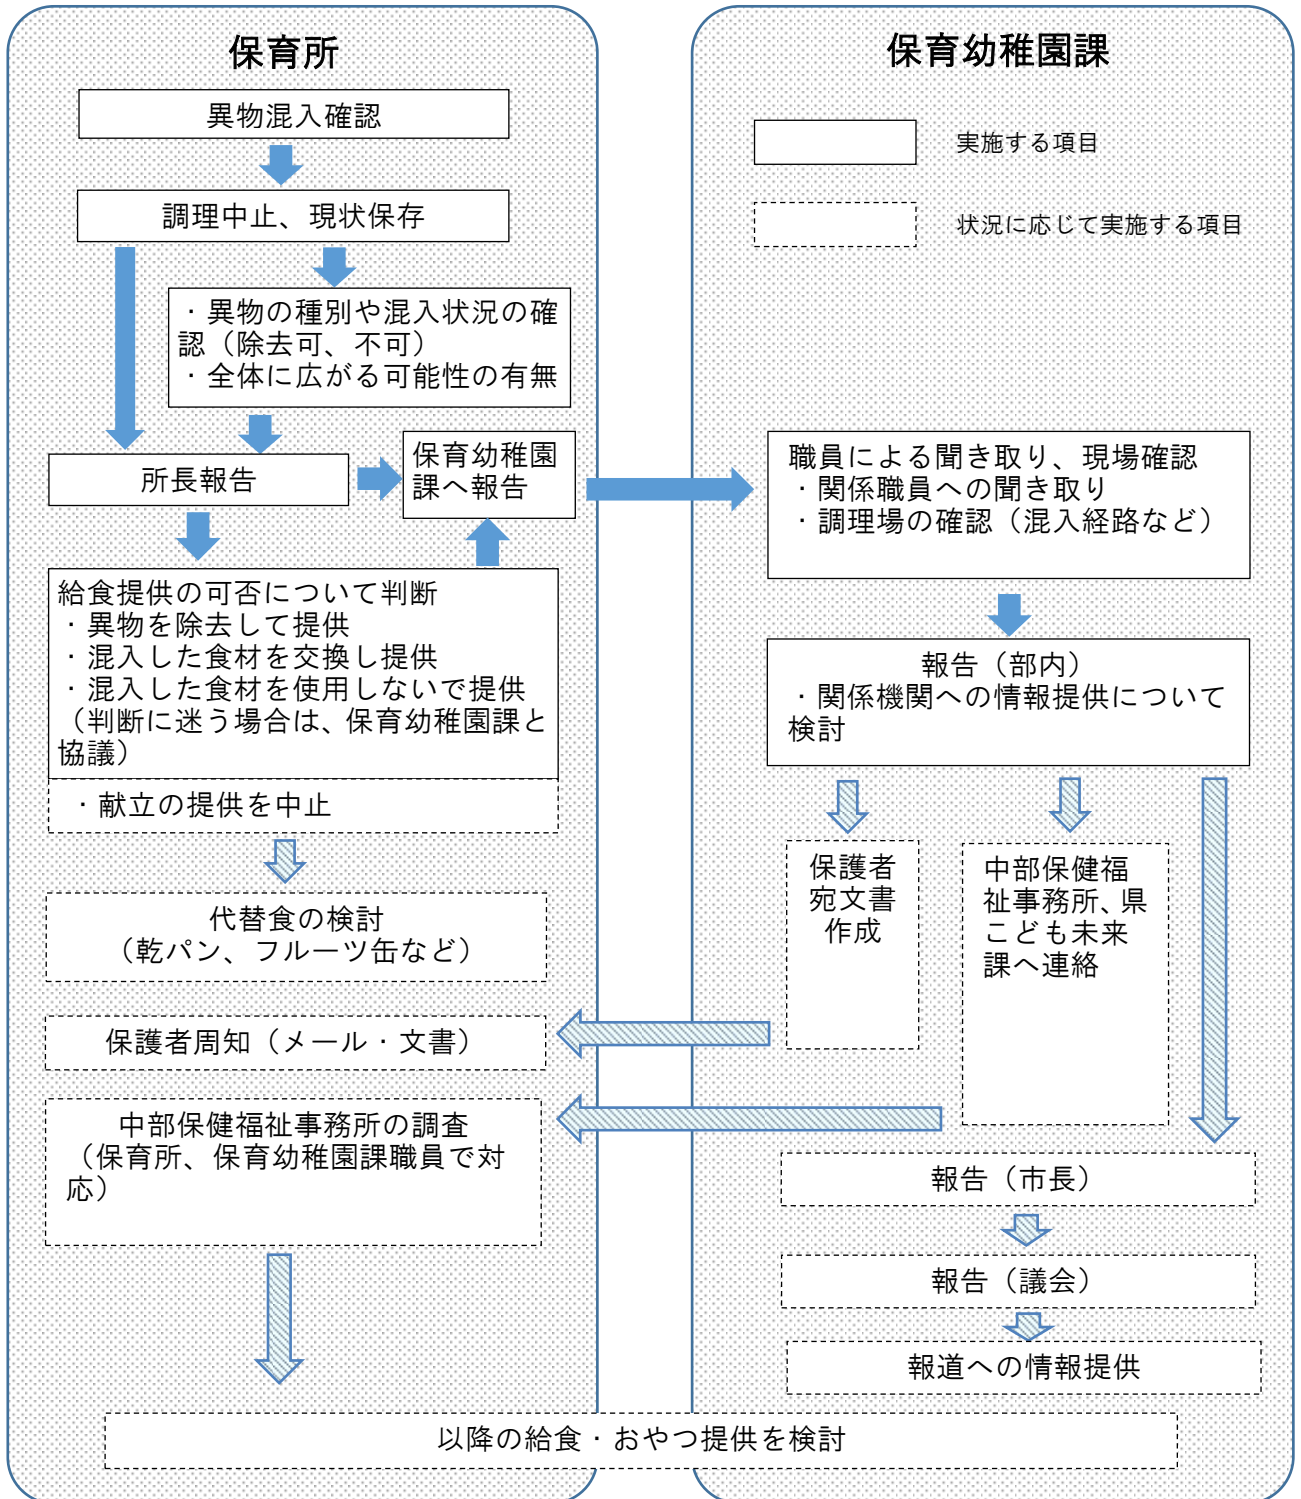 保育所
異物混入確認
調理中止、現状保存
・異物の種別や混入状況の確
認（除去可、不可）
・全体に広がる可能性の有無
所長報告
保育幼稚園
課へ報告
給食提供の可否について判断
・異物を除去して提供
・混入した食材を交換し提供
・混入した食材を使用しないで提供
（判断に迷う場合は、保育幼稚園課と
協議）
・献立の提供を中止
代替食の検討
（乾パン、フルーツ缶など）
保護者周知（メール・文書）
中部保健福祉事務所の調査
（保育所、保育幼稚園課職員で対
応）
保育幼稚園課
実施する項目
状況に応じて実施する項目
職員による聞き取り、現場確認
・関係職員への聞き取り
・調理場の確認（混入経路など）
報告（部内）
・関係機関への情報提供について
検討
保護者
宛文書
作成
中部保健福
祉事務所、県
こども未来
課へ連絡
報告（市長）
報告（議会）
報道への情報提供
以降の給食・おやつ提供を検討